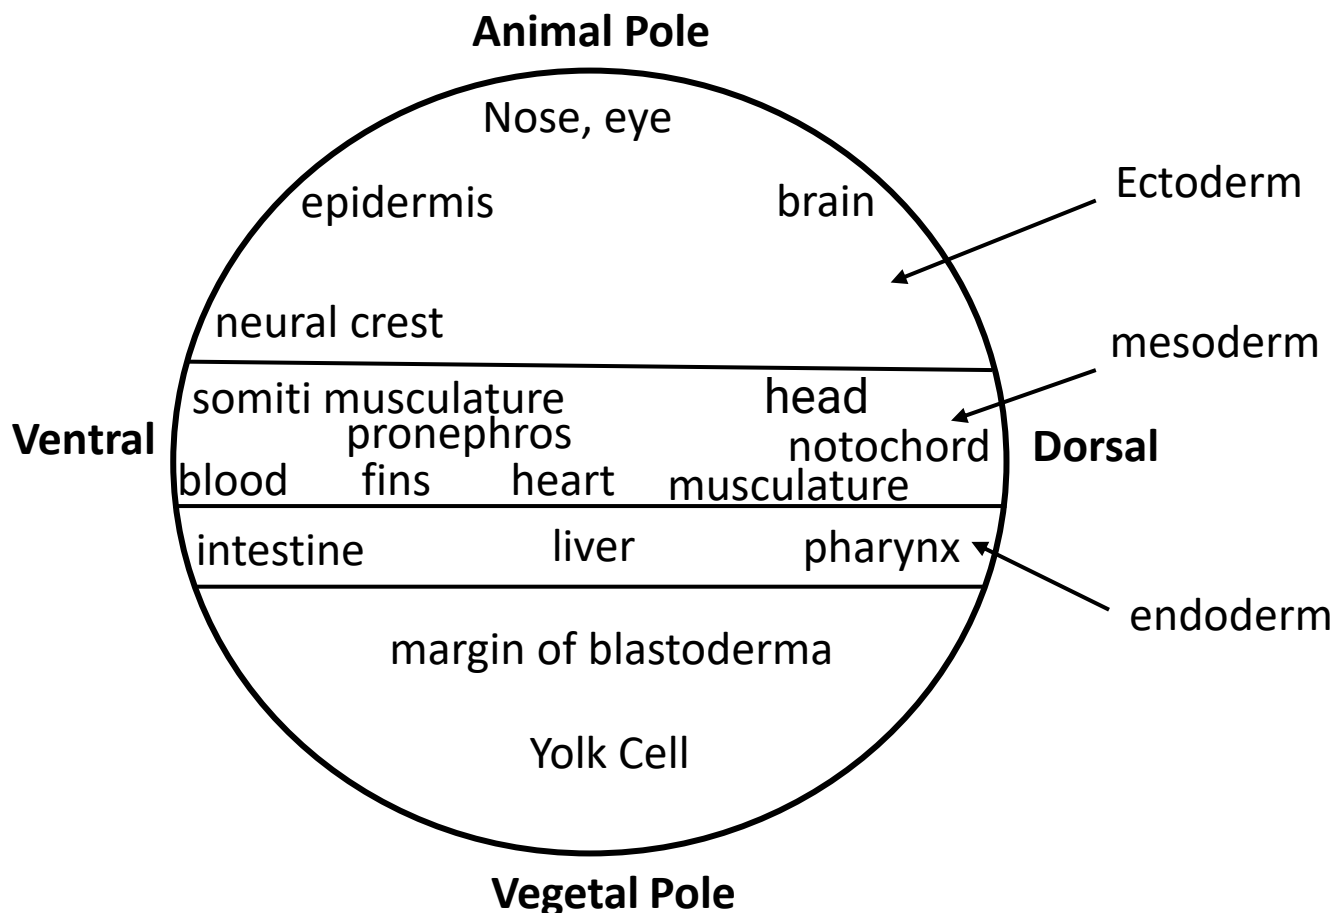 Animal Pole
Nose, eye
epidermis
brain
Ectoderm
neural crest
mesoderm
somiti musculature
head
pronephros
Ventral
notochord
Dorsal
blood
fins
heart
musculature
intestine
liver
pharynx
endoderm
margin of blastoderma
Yolk Cell
Vegetal Pole